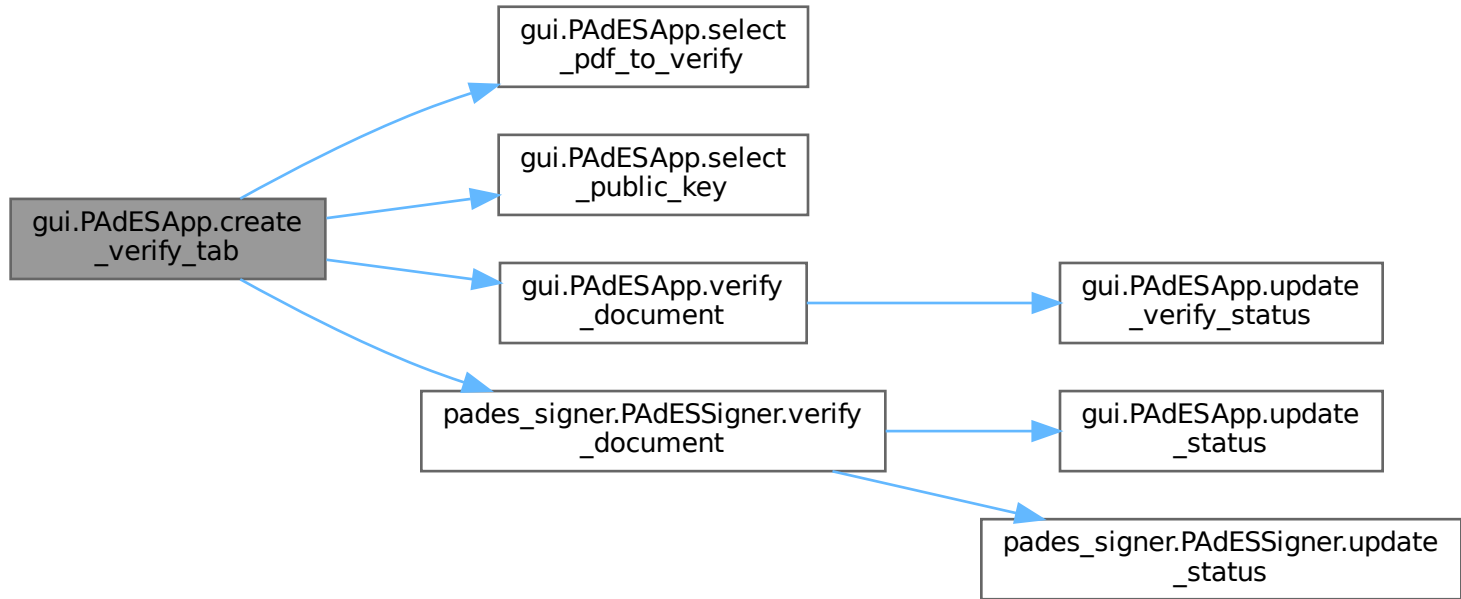 gui.PAdESApp.select
_pdf_to_verify
gui.PAdESApp.select
_public_key
gui.PAdESApp.create
_verify_tab
gui.PAdESApp.verify
_document
gui.PAdESApp.update
_verify_status
pades_signer.PAdESSigner.verify
_document
gui.PAdESApp.update
_status
pades_signer.PAdESSigner.update
_status